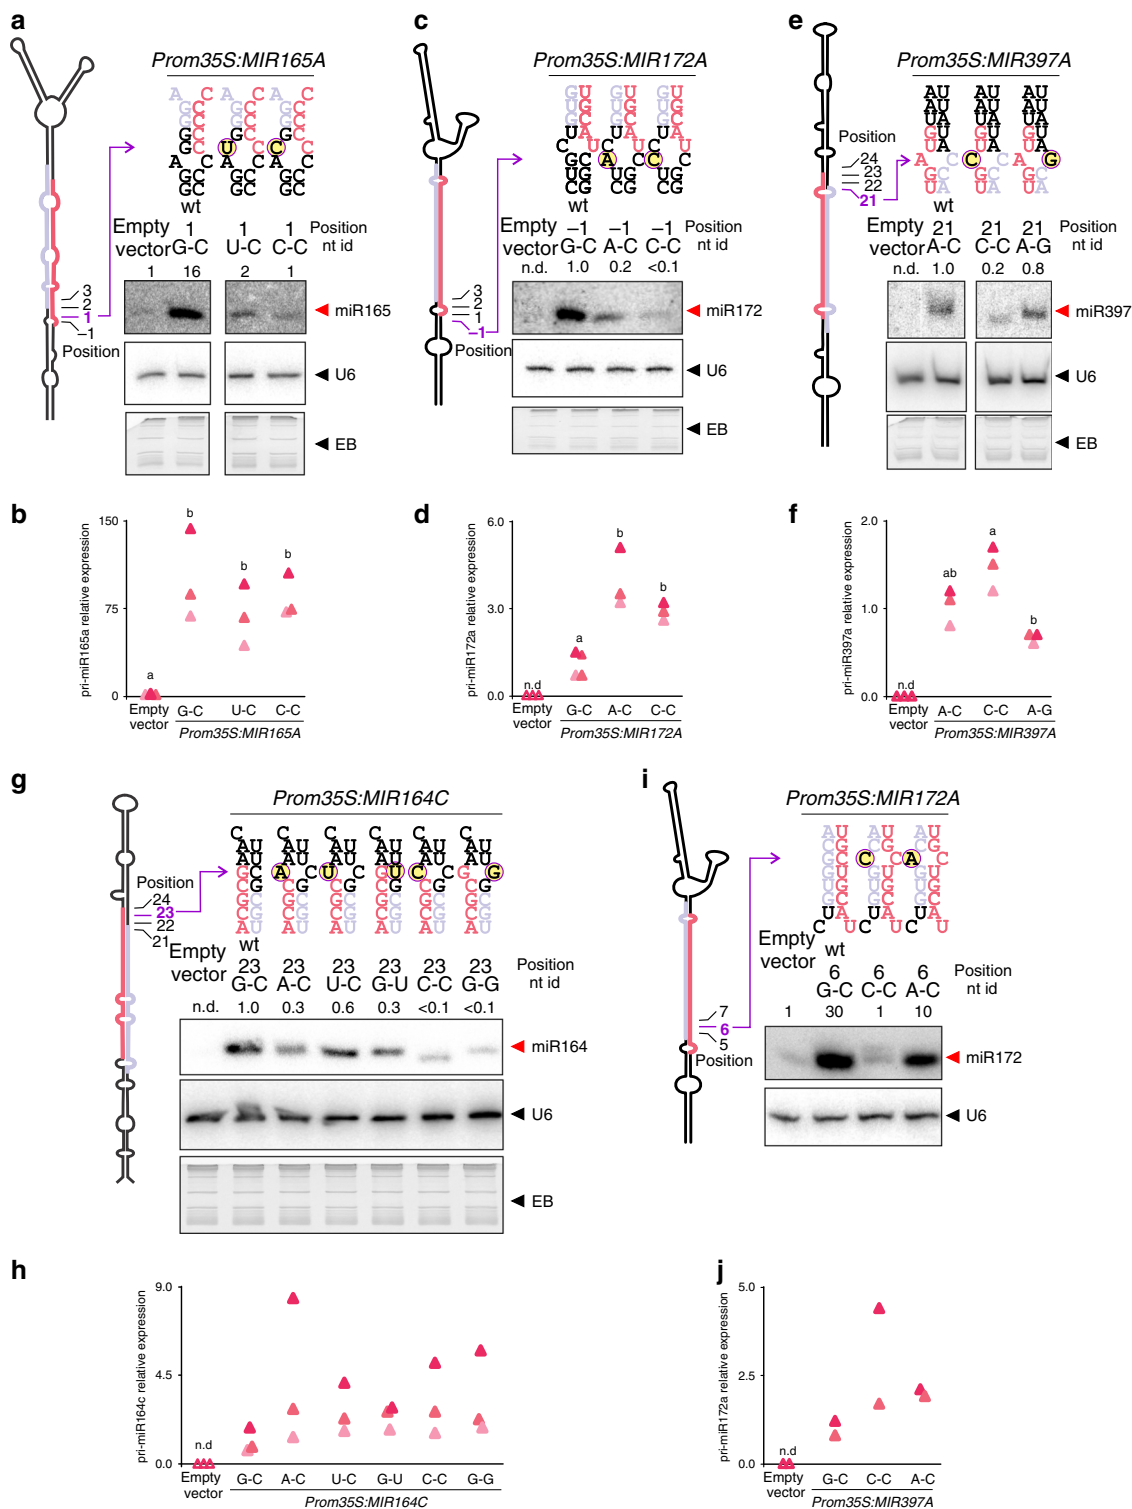 a
Prom35S:MIR165A
wt
Empty vector
1 1 1 Position
G-C U-C C-C nt id
1 16 2 1
3
2
1
–1
Position
miR165
U6
EB
c
Prom35S:MIR172A
wt
Empty vector
–1 –1 –1 Position
G-C A-C C-C nt id
n.d. 1.0 0.2 <0.1
3
2
1
–1
Position
miR172
U6
EB
e
Prom35S:MIR397A
Position
24
23
22
21
wt
Empty vector
21 21 21 Position
A-C C-C A-G nt id
n.d. 1.0 0.2 0.8
miR397
U6
EB
b
pri-miR165a relative expression
150
75
0
a b b b
Empty vector G-C U-C C-C
Prom35S:MIR165A
d
pri-miR172a relative expression
6.0
3.0
0.0
n.d a b b
Empty vector G-C A-C C-C
Prom35S:MIR172A
f
pri-miR397a relative expression
2.0
1.0
0.0
n.d ab a b
Empty vector A-C C-C A-G
Prom35S:MIR397A
g
Prom35S:MIR164C
Position
24
23
22
21
wt
Empty vector
23 23 23 23 23 23 Position
G-C A-C U-C G-U C-C G-G nt id
n.d. 1.0 0.3 0.6 0.3 <0.1 <0.1
miR164
U6
EB
i
Prom35S:MIR172A
7
6
5
Position
wt
Empty vector
6 6 6 Position
G-C C-C A-C nt id
1 30 1 10
miR172
U6
h
pri-miR164c relative expression
9.0
4.5
0.0
n.d
Empty vector G-C A-C U-C G-U C-C G-G
Prom35S:MIR164C
j
pri-miR172a relative expression
5.0
2.5
0.0
n.d
Empty vector G-C C-C A-C
Prom35S:MIR397A